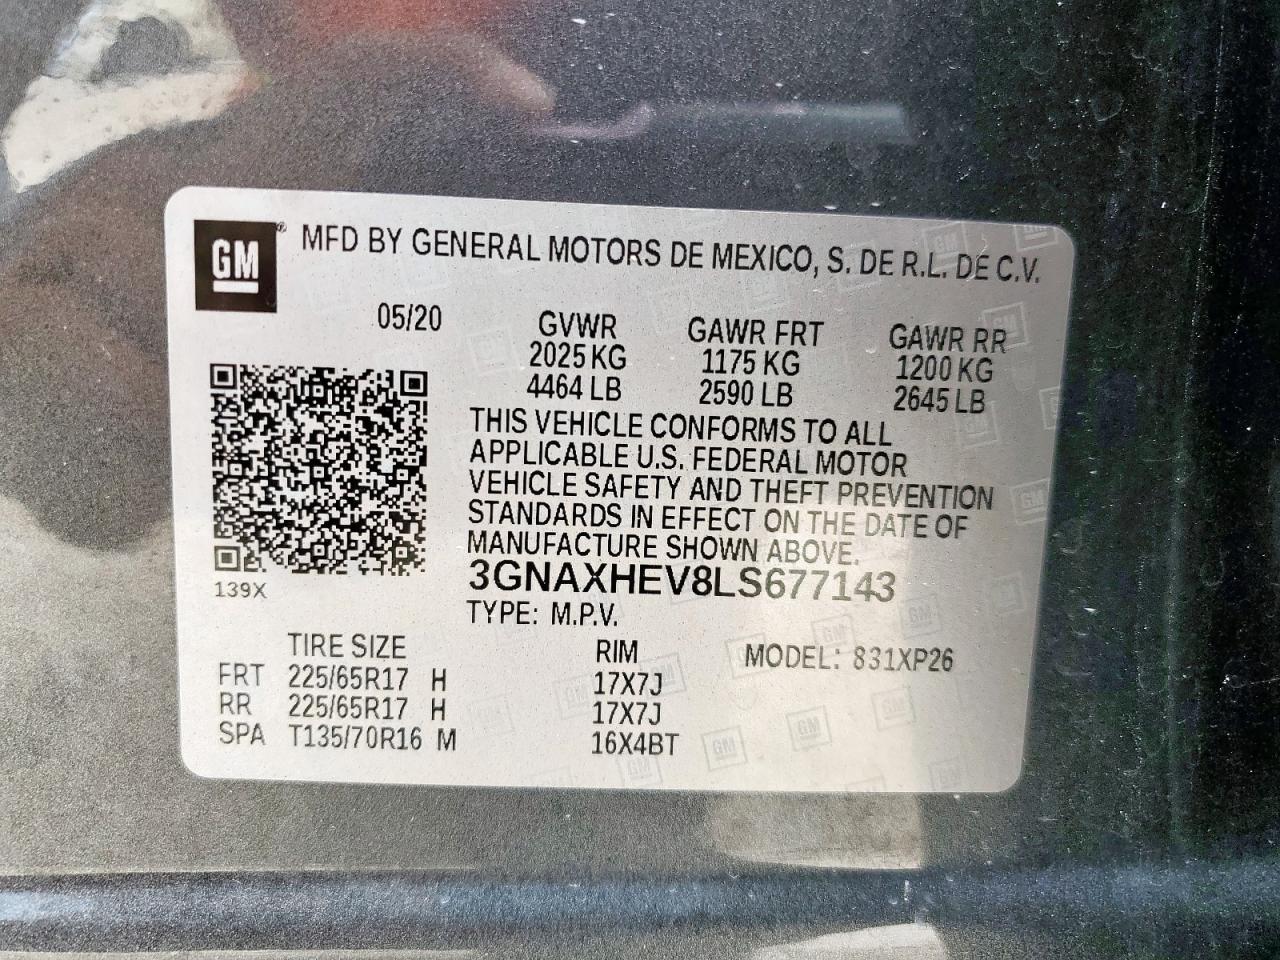 GM® MFD BY GENERAL MOTORS DE MEXICO, S. DE R.L. DE C.V.
05/20
GVWR GAWR FRT GAWR RR
2025 KG 1175 KG 1200 KG
4464 LB 2590 LB 2645 LB
THIS VEHICLE CONFORMS TO ALL
APPLICABLE U.S. FEDERAL MOTOR
VEHICLE SAFETY AND THEFT PREVENTION
STANDARDS IN EFFECT ON THE DATE OF
MANUFACTURE SHOWN ABOVE.
139X
3GNAXHEV8LS677143
TYPE: M.P.V.
TIRE SIZE RIM MODEL: 831XP26
FRT 225/65R17 H 17X7J
RR 225/65R17 H 17X7J
SPA T135/70R16 M 16X4BT